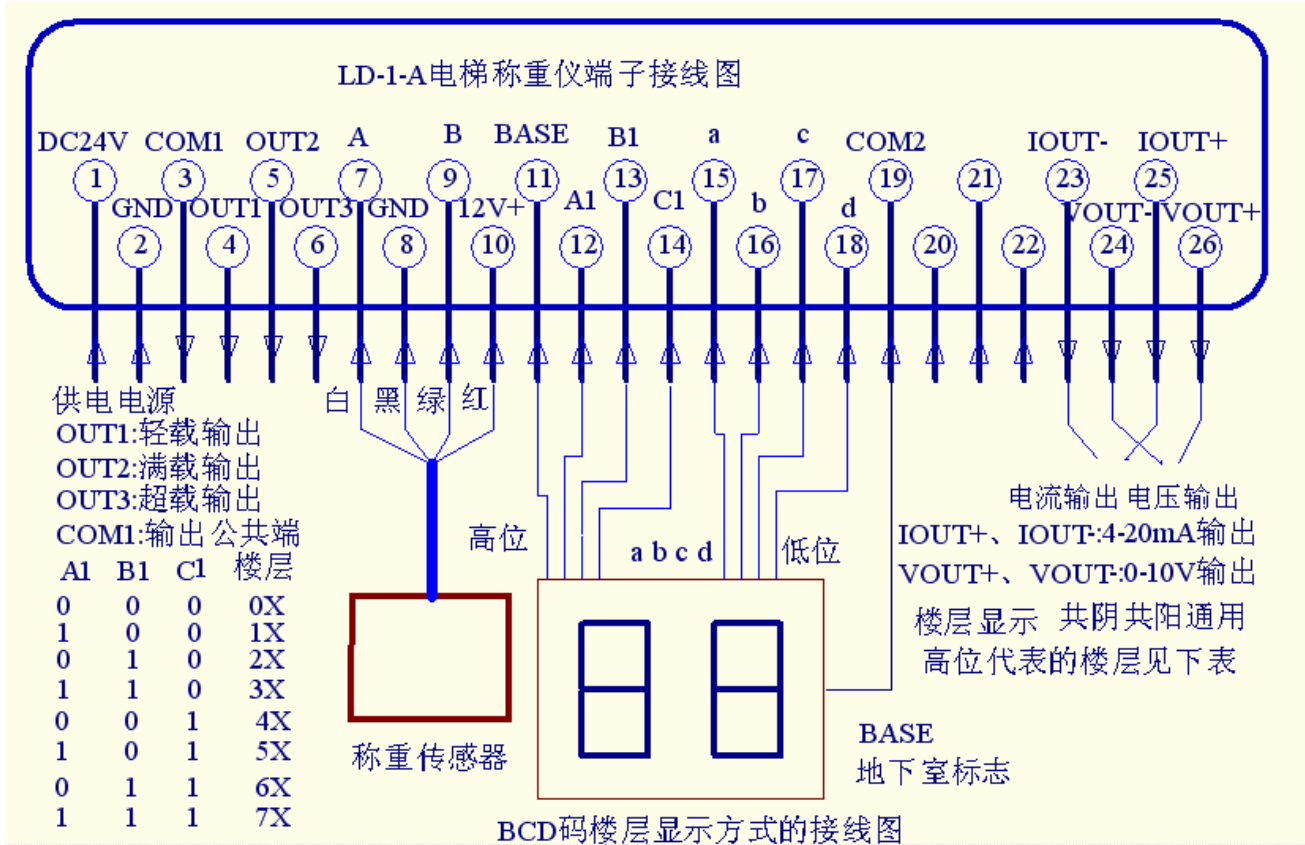 LD-1-A电梯称重仪端子接线图
DC24V COM1 OUT2 A B BASE B1 a c COM2 IOUT- IOUT+
1 3 5 7 9 11 13 15 17 19 21 23 25
GND OUT1 OUT3 GND 12V+ A1 C1 b d VOUT- VOUT+
2 4 6 8 10 12 14 16 18 20 22 24 26
供电电源
白 黑 绿 红
OUT1:轻载输出
OUT2:满载输出
OUT3:超载输出
COM1:输出公共端
A1 B1 C1 楼层
0 0 0 0X
1 0 0 1X
0 1 0 2X
1 1 0 3X
0 0 1 4X
1 0 1 5X
0 1 1 6X
1 1 1 7X
称重传感器
高位
a b c d
低位
电流输出 电压输出
IOUT+、IOUT-:4-20mA输出
VOUT+、VOUT-:0-10V输出
楼层显示 共阴共阳通用
高位代表的楼层见下表
BASE
地下室标志
BCD码楼层显示方式的接线图